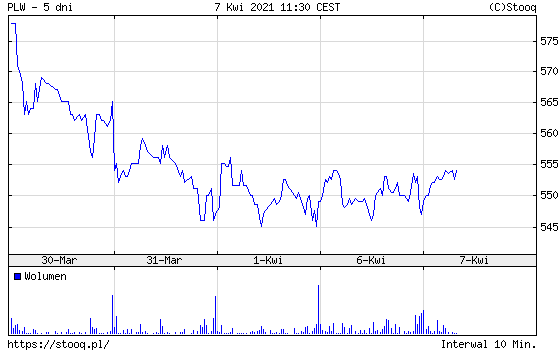 PLW - 5 dni 7 Kwi 2021 11:30 CEST (C)Stooq
575
570
565
560
555
550
545
30-Mar 31-Mar 1-Kwi 6-Kwi 7-Kwi
Wolumen
https://stooq.pl/ Interwal 10 Min.